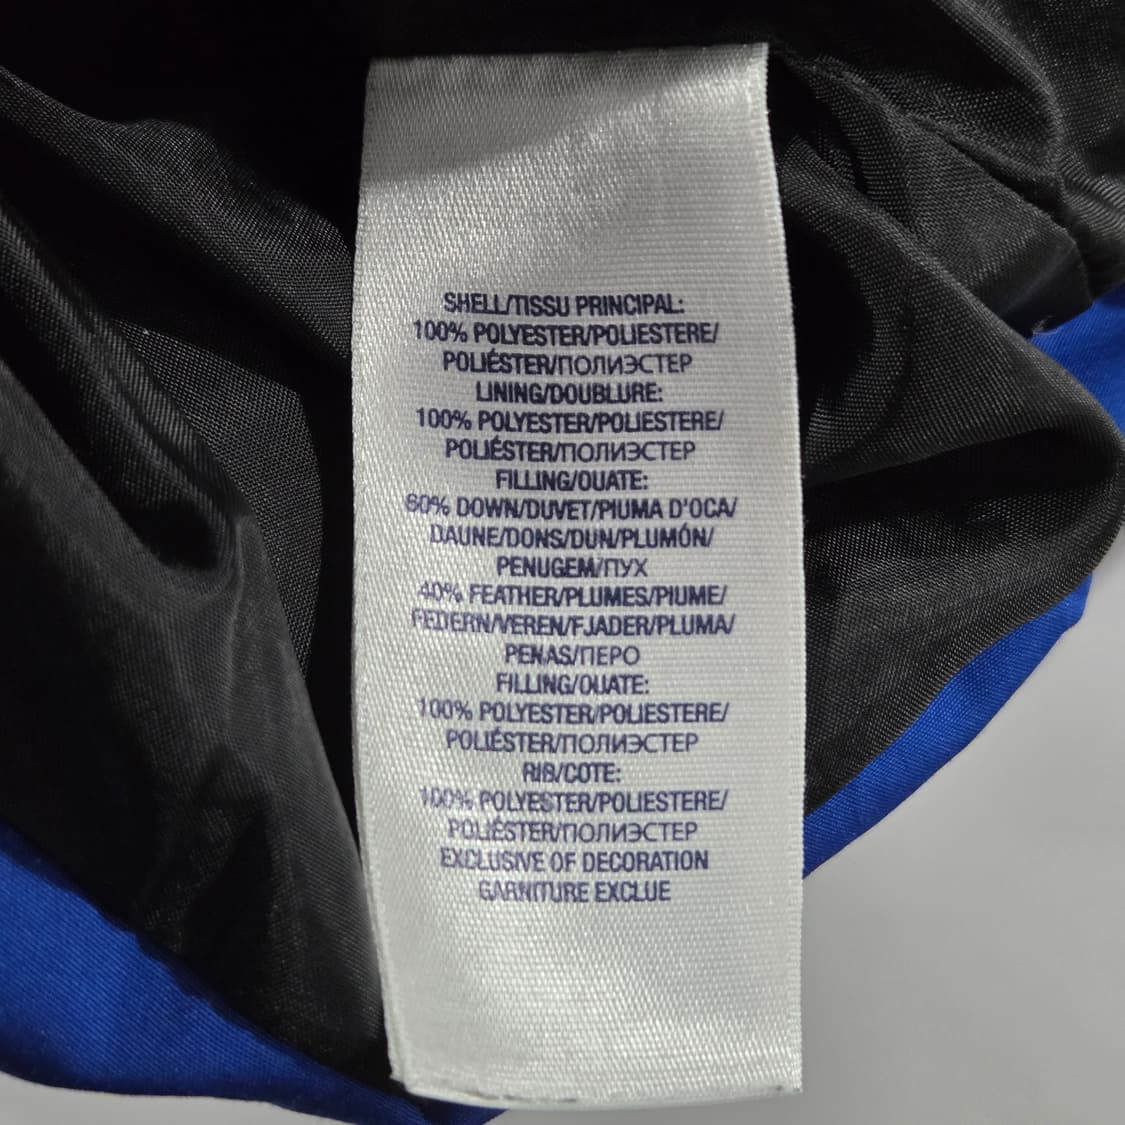 SHELL/TISSU PRINCIPAL:
100% POLYESTER/POLIESTERE/
POLIÉSTER/ПОЛИЭСТЕР
LINING/DOUBLURE:
100% POLYESTER/POLIESTERE/
POLIÉSTER/ПОЛИЭСТЕР
FILLING/OUATE:
60% DOWN/DUVET/PIUMA D'OCA/
DAUNE/DONS/DUN/PLUMÓN/
PENUGEM/ПУХ
40% FEATHER/PLUMES/PIUME/
FEDERN/VEREN/FJADER/PLUMA/
PENAS/ПЕРО
FILLING/OUATE:
100% POLYESTER/POLIESTERE/
POLIÉSTER/ПОЛИЭСТЕР
RIB/COTE:
100% POLYESTER/POLIESTERE/
POLIÉSTER/ПОЛИЭСТЕР
EXCLUSIVE OF DECORATION
GARNITURE EXCLUE